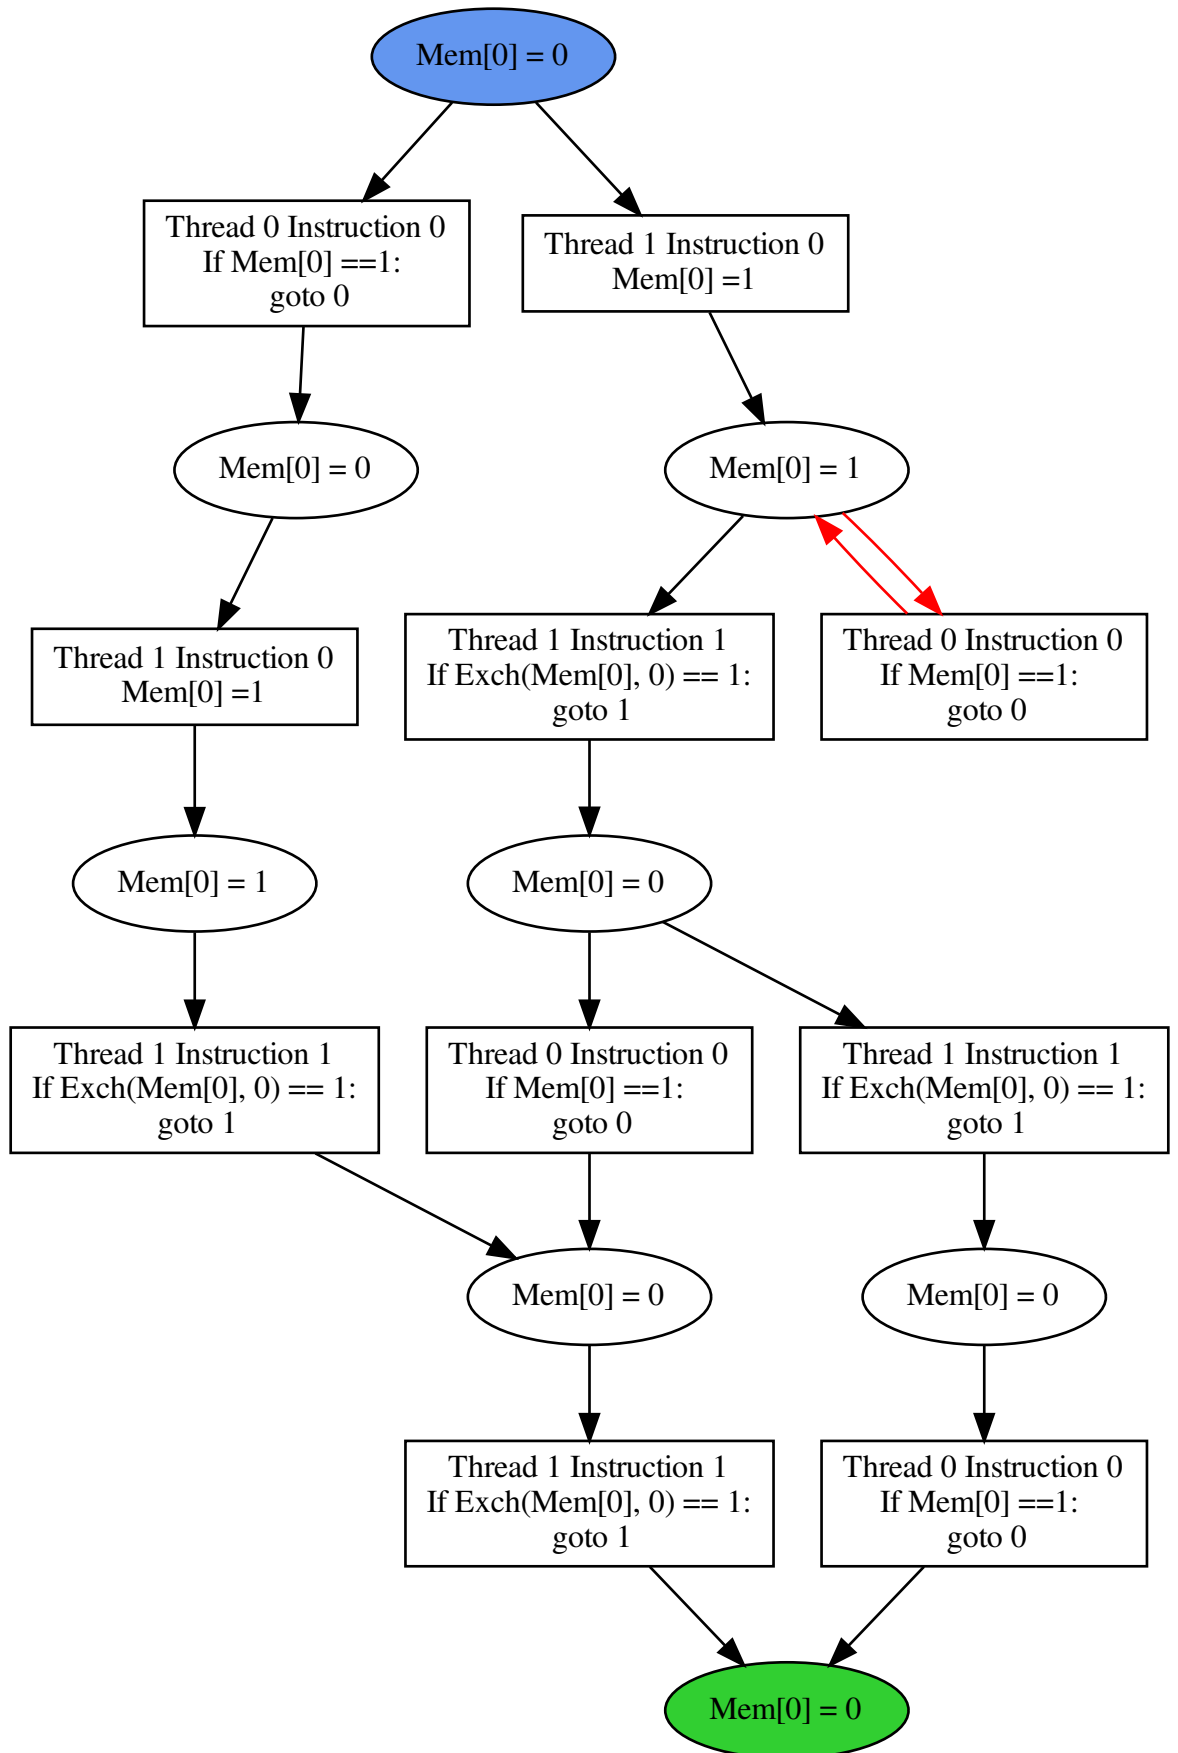 Mem[0] = 0
Thread 0 Instruction 0
If Mem[0] ==1:
goto 0
Thread 1 Instruction 0
Mem[0] =1
Mem[0] = 0
Mem[0] = 1
Thread 1 Instruction 0
Mem[0] =1
Thread 1 Instruction 1
If Exch(Mem[0], 0) == 1:
goto 1
Thread 0 Instruction 0
If Mem[0] ==1:
goto 0
Mem[0] = 1
Mem[0] = 0
Thread 1 Instruction 1
If Exch(Mem[0], 0) == 1:
goto 1
Thread 0 Instruction 0
If Mem[0] ==1:
goto 0
Thread 1 Instruction 1
If Exch(Mem[0], 0) == 1:
goto 1
Mem[0] = 0
Mem[0] = 0
Thread 1 Instruction 1
If Exch(Mem[0], 0) == 1:
goto 1
Thread 0 Instruction 0
If Mem[0] ==1:
goto 0
Mem[0] = 0